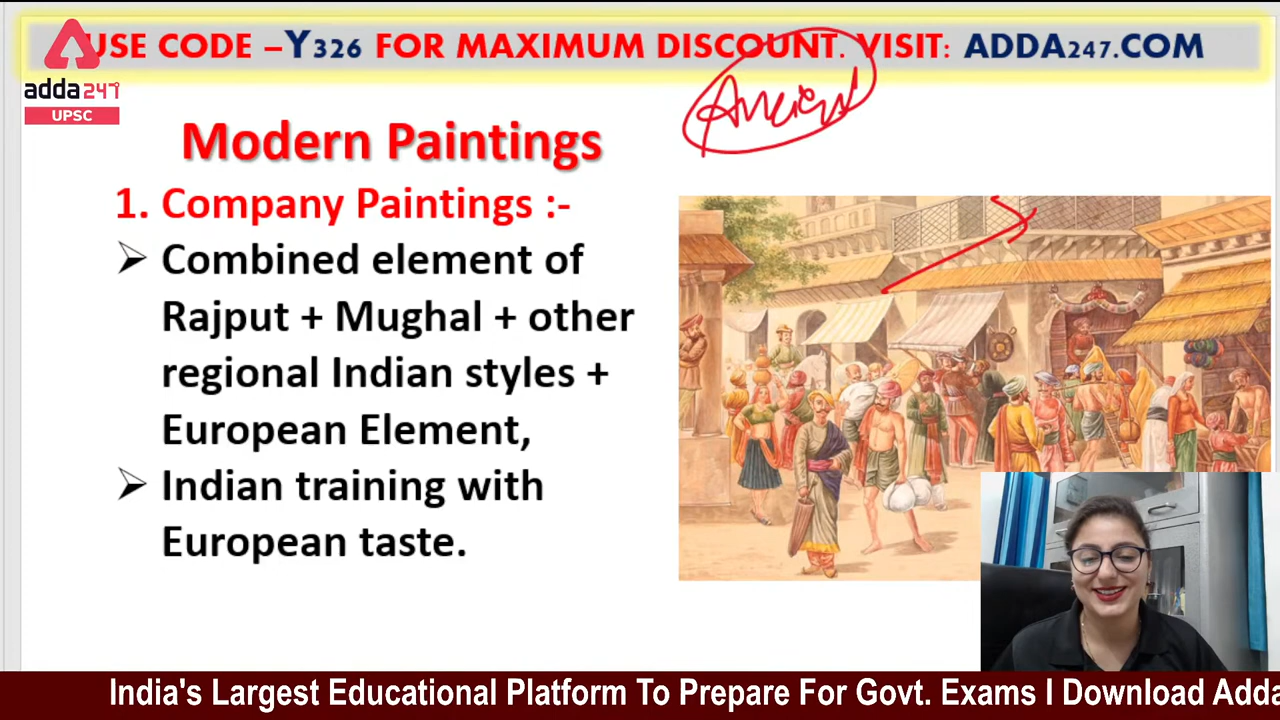 USE CODE –Y326 FOR MAXIMUM DISCOUNT. VISIT: ADDA247.COM
adda247
UPSC
Ancient
Modern Paintings
1. Company Paintings :-
➢ Combined element of
Rajput + Mughal + other
regional Indian styles +
European Element,
➢ Indian training with
European taste.
India's Largest Educational Platform To Prepare For Govt. Exams I Download Adda